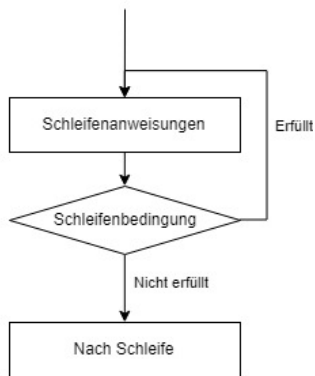 Schleifenanweisungen
Erfüllt
Schleifenbedingung
Nicht erfüllt
Nach Schleife